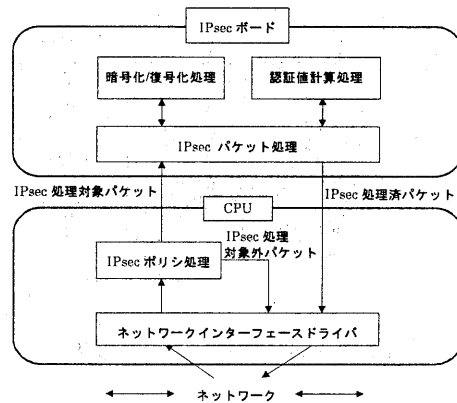 IPsec ボード
暗号化/復号化処理
認証値計算処理
IPsec パケット処理
IPsec 処理対象パケット
IPsec 処理済パケット
CPU
IPsec 処理
対象外パケット
IPsec ポリシ処理
ネットワークインターフェースドライバ
ネットワーク